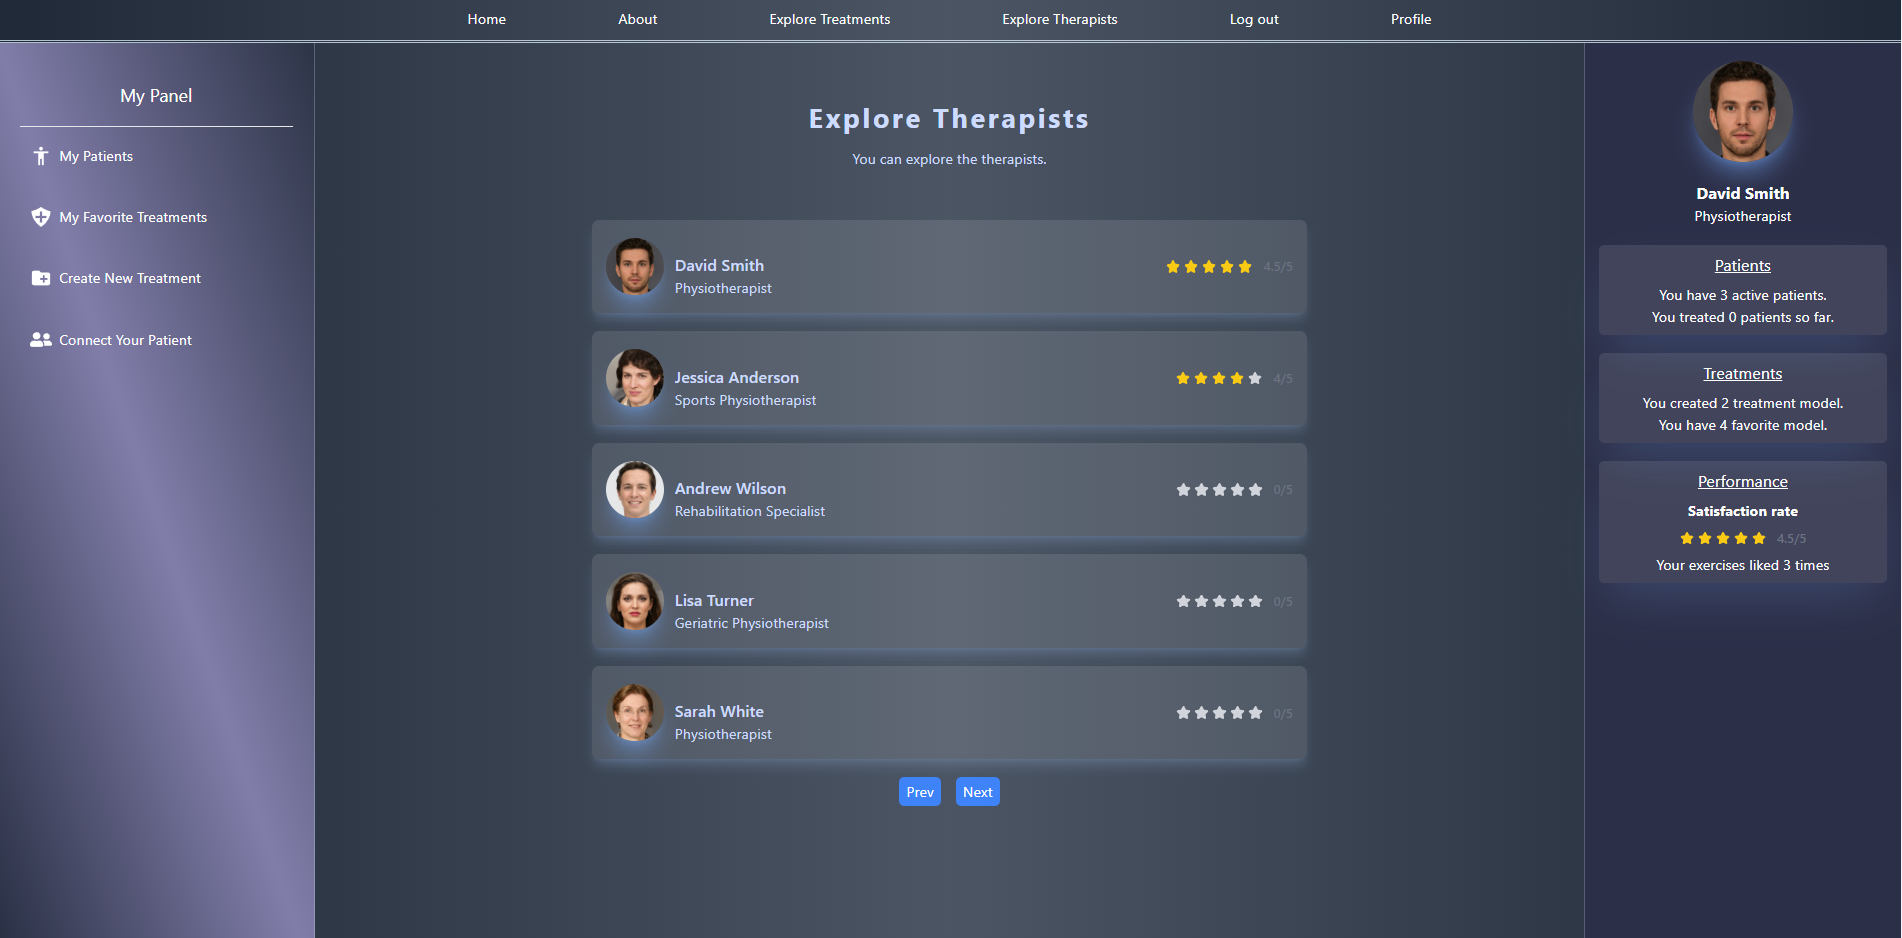 Home
About
Explore Treatments
Explore Therapists
Log out
Profile
My Panel
My Patients
My Favorite Treatments
Create New Treatment
Connect Your Patient
Explore Therapists
You can explore the therapists.
David Smith
Physiotherapist
4.5/5
Jessica Anderson
Sports Physiotherapist
4/5
Andrew Wilson
Rehabilitation Specialist
0/5
Lisa Turner
Geriatric Physiotherapist
0/5
Sarah White
Physiotherapist
0/5
Prev
Next
David Smith
Physiotherapist
Patients
You have 3 active patients.
You treated 0 patients so far.
Treatments
You created 2 treatment model.
You have 4 favorite model.
Performance
Satisfaction rate
4.5/5
Your exercises liked 3 times